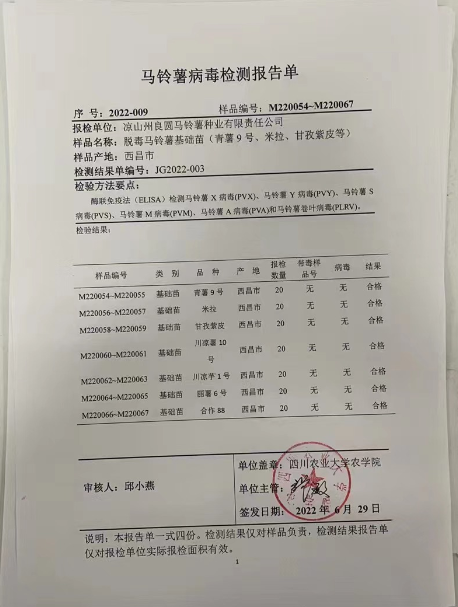 马铃薯病毒检测报告单
序 号：2022-009 样品编号：M220054~M220067
报检单位：凉山州良圆马铃薯种业有限责任公司
样品名称：脱毒马铃薯基础苗（青薯 9 号、米拉、甘孜紫皮等）
样品产地：西昌市
检测结果单编号：JG2022-003
检验方法要点：
酶联免疫法（ELISA）检测马铃薯 X 病毒(PVX)、马铃薯 Y 病毒(PVY)、马铃薯 S
病毒(PVS)、马铃薯 M 病毒(PVM)、马铃薯 A 病毒(PVA)和马铃薯卷叶病毒(PLRV)。
检验结果：
样品编号 类 别 品 种 产 地 报检数量 带毒样品号 病毒 结果
M220054~M220055 基础苗 青薯 9 号 西昌市 20 无 无 合格
M220056~M220057 基础苗 米拉 西昌市 20 无 无 合格
M220058~M220059 基础苗 甘孜紫皮 西昌市 20 无 无 合格
M220060~M220061 基础苗 川凉薯 10 号 西昌市 20 无 无 合格
M220062~M220063 基础苗 川凉芋 1 号 西昌市 20 无 无 合格
M220064~M220065 基础苗 丽薯 6 号 西昌市 20 无 无 合格
M220066~M220067 基础苗 合作 88 西昌市 20 无 无 合格
审核人：邱小燕
单位盖章：四川农业大学农学院
单位主管：
签发日期：2022 年 6 月 29 日
说明：本报告单一式四份。检测结果仅对样品负责，检测结果报告单
仅对报检单位实际报检面积有效。
1